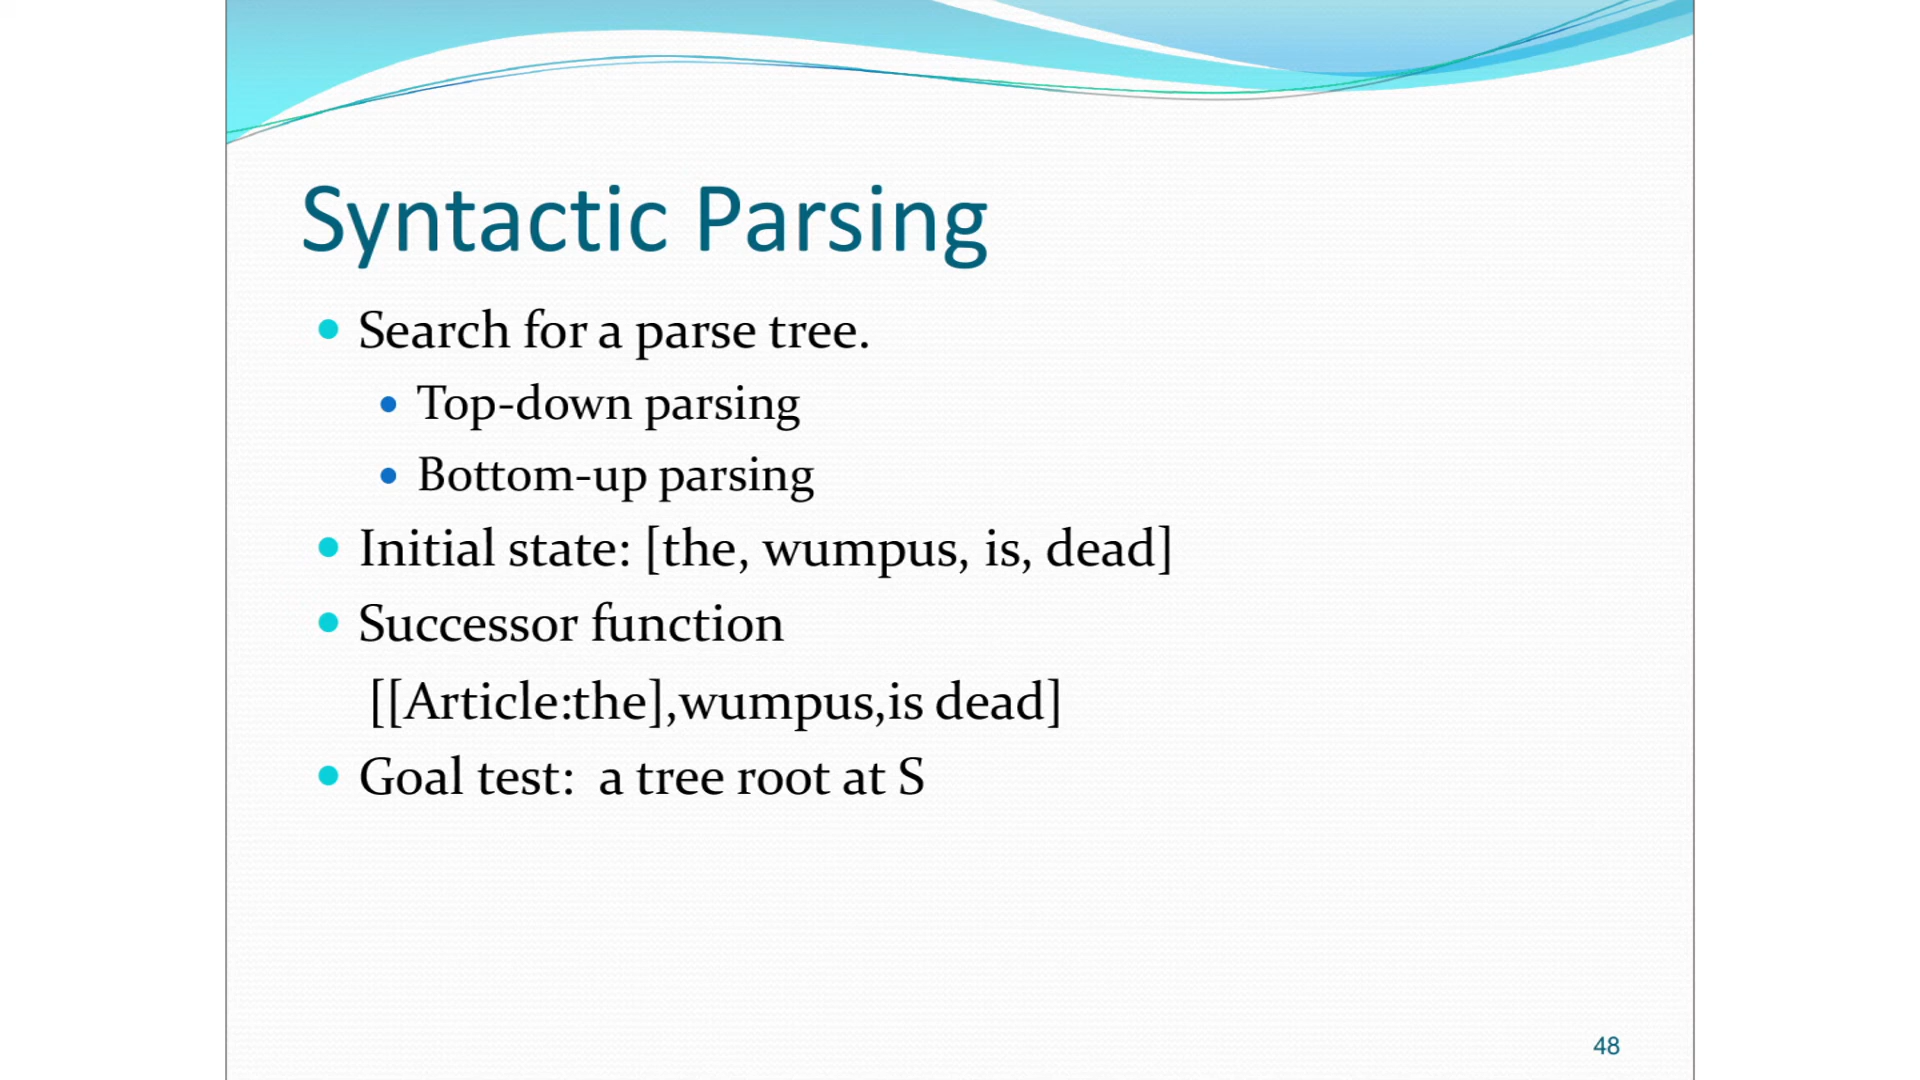 Syntactic Parsing
Search for a parse tree.
Top-down parsing
Bottom-up parsing
Initial state: [the, wumpus, is, dead]
Successor function
[[Article:the],wumpus,is dead]
Goal test:  a tree root at S
48